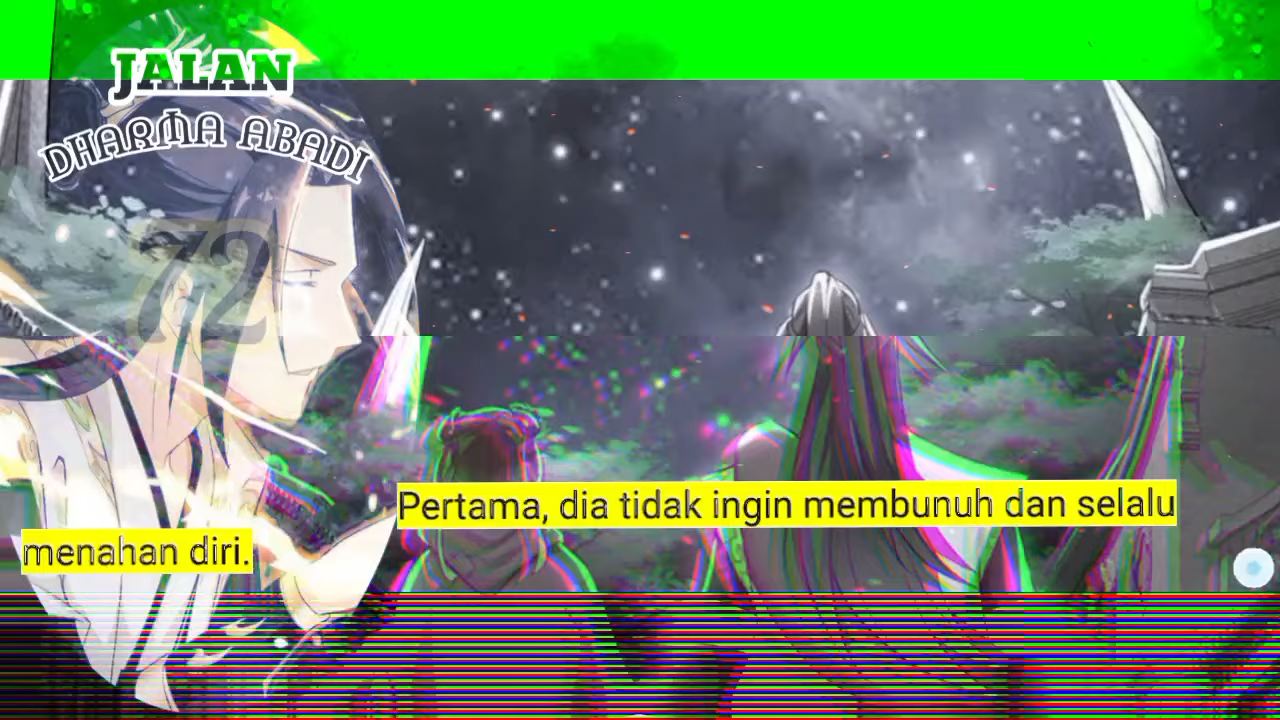 JALAN
DHARMA ABADI
72
Pertama, dia tidak ingin membunuh dan selalu
menahan diri.